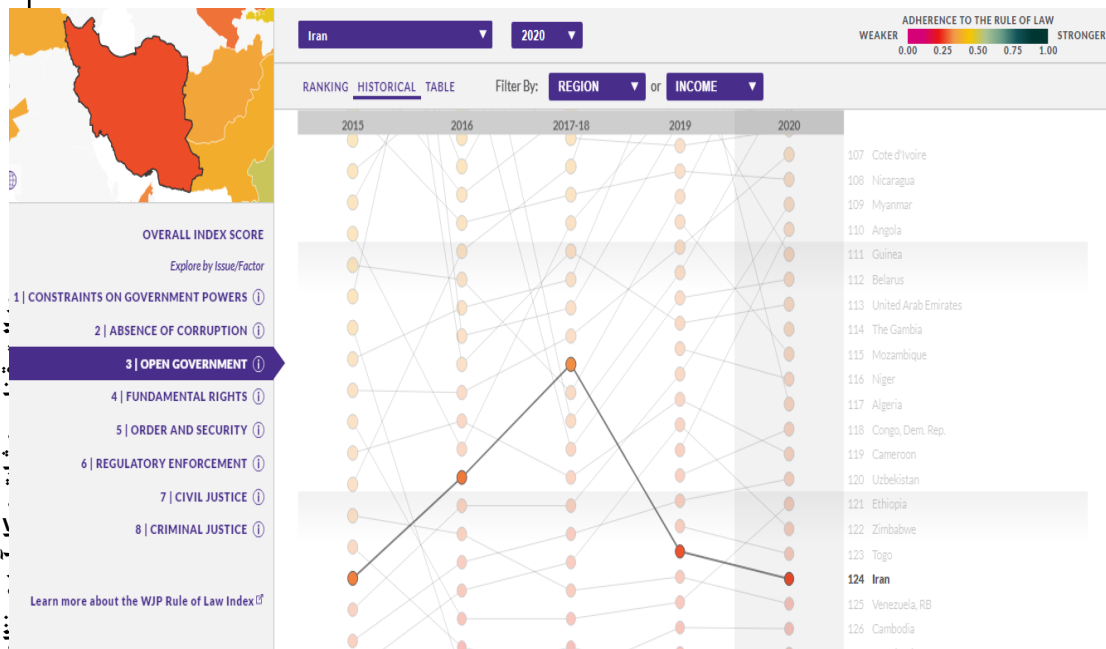 Iran ▼ 2020 ▼
ADHERENCE TO THE RULE OF LAW
WEAKER STRONGER
0.00 0.25 0.50 0.75 1.00
RANKING HISTORICAL TABLE Filter By: REGION ▼ or INCOME ▼
2015 2016 2017-18 2019 2020
OVERALL INDEX SCORE
Explore by Issue/Factor
1 | CONSTRAINTS ON GOVERNMENT POWERS ⓘ
2 | ABSENCE OF CORRUPTION ⓘ
3 | OPEN GOVERNMENT ⓘ
4 | FUNDAMENTAL RIGHTS ⓘ
5 | ORDER AND SECURITY ⓘ
6 | REGULATORY ENFORCEMENT ⓘ
7 | CIVIL JUSTICE ⓘ
8 | CRIMINAL JUSTICE ⓘ
Learn more about the WJP Rule of Law Index
107 Cote d'Ivoire
108 Nicaragua
109 Myanmar
110 Angola
111 Guinea
112 Belarus
113 United Arab Emirates
114 The Gambia
115 Mozambique
116 Niger
117 Algeria
118 Congo, Dem. Rep.
119 Cameroon
120 Uzbekistan
121 Ethiopia
122 Zimbabwe
123 Togo
124 Iran
125 Venezuela, RB
126 Cambodia